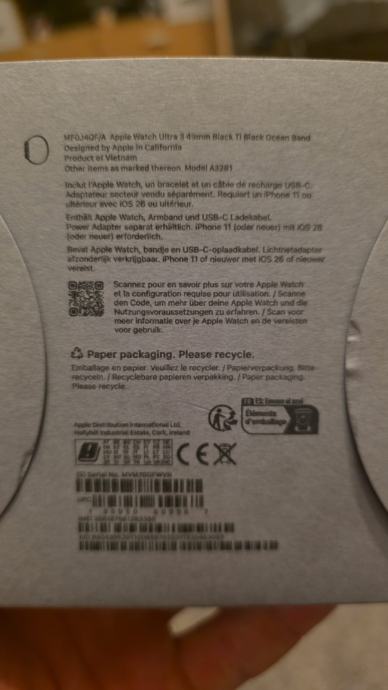 Apple Watch Ultra 3 49mm Black Ti Black Ocean Band
Designed by Apple in California
Product of Vietnam
Other items as marked thereon. Model A3281
Inclut l'Apple Watch, un bracelet et un câble de recharge USB-C.
Adaptateur secteur vendu séparément. Requiert un iPhone 11 ou
ultérieur avec iOS 26 ou ultérieur.
Enthält Apple Watch, Armband und USB-C Ladekabel.
Power Adapter separat erhältlich. iPhone 11 (oder neuer) mit iOS 26
(oder neuer) erforderlich.
Bevat Apple Watch, bandje en USB-C-oplaadkabel. Lichtnetadapter
afzonderlijk verkrijgbaar. iPhone 11 of nieuwer met iOS 26 of nieuwer
vereist.
Scannez pour en savoir plus sur votre Apple Watch
et la configuration requise pour utilisation. / Scanne
den Code, um mehr über deine Apple Watch und die
Nutzungsvoraussetzungen zu erfahren. / Scan voor
meer informatie over je Apple Watch en de vereisten
voor gebruik.
Paper packaging. Please recycle.
Emballage en papier. Veuillez le recycler. / Papierverpackung. Bitte
recyceln. / Recyclebare papieren verpakking. / Paper packaging.
Please recycle.
Apple Distribution International Ltd.
Hollyhill Industrial Estate, Cork, Ireland
Éléments
d'emballage
CE